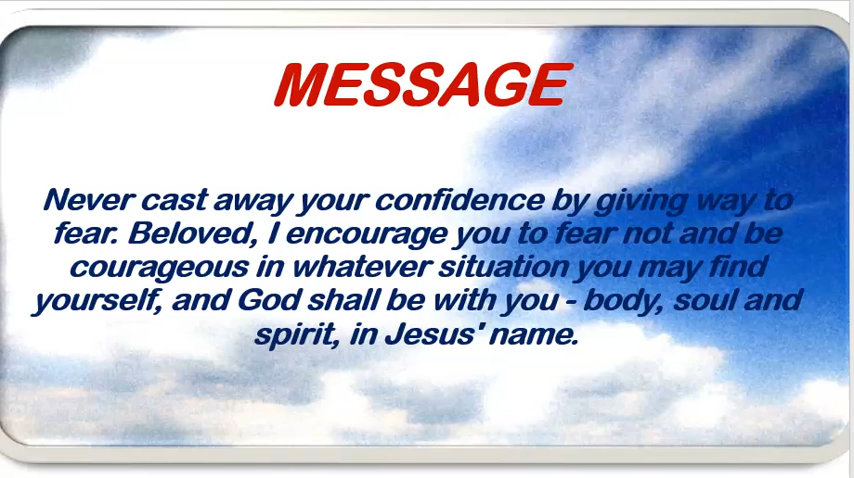 MESSAGE
Never cast away your confidence by giving way to
fear. Beloved, I encourage you to fear not and be
courageous in whatever situation you may find
yourself, and God shall be with you - body, soul and
spirit, in Jesus' name.